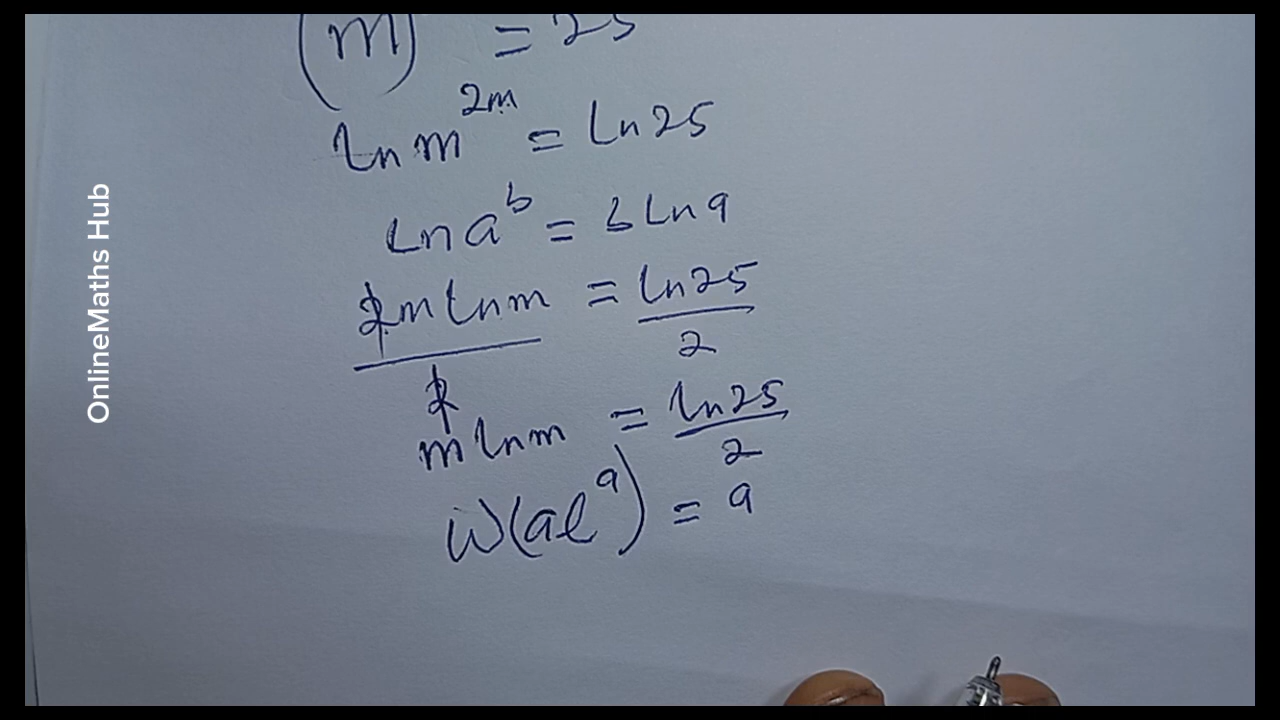 OnlineMaths Hub
(m) = 25
ln m^2m = ln 25
ln a^b = b ln a
2m ln m / 2 = ln 25 / 2
m ln m = ln 25 / 2
W(ae^a) = a